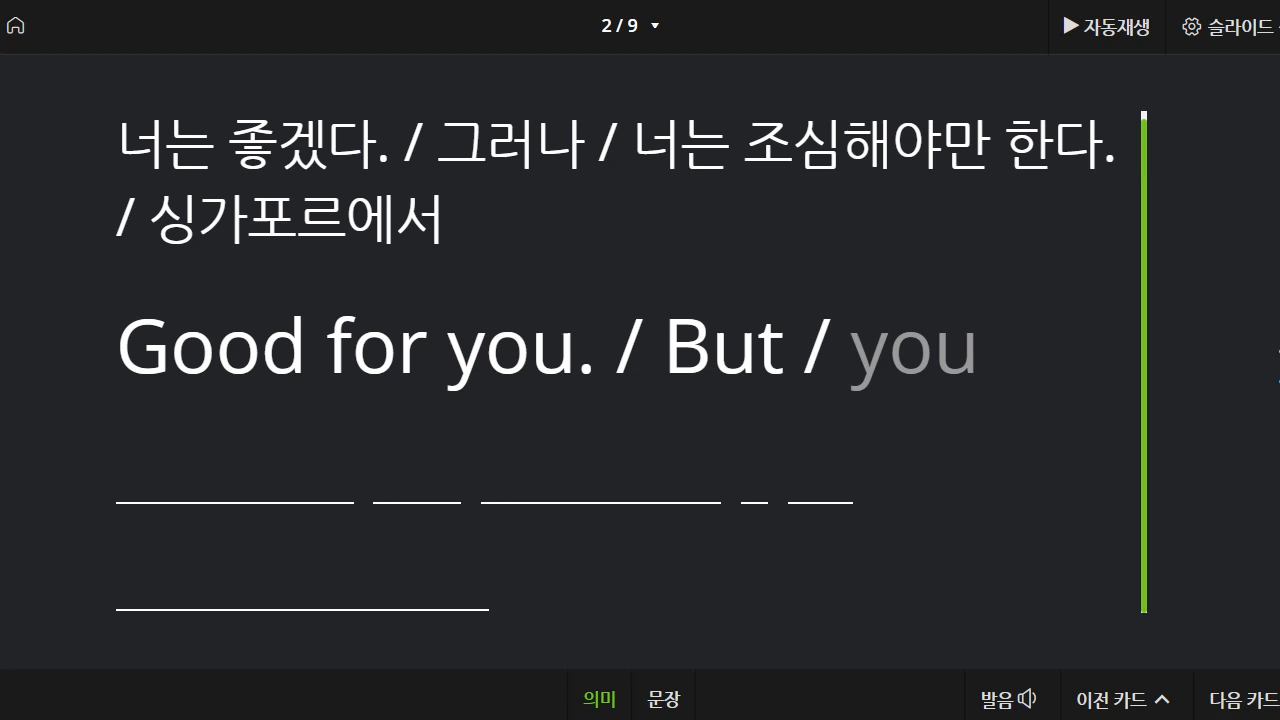 2 / 9
자동재생
슬라이드
너는 좋겠다. / 그러나 / 너는 조심해야만 한다.
/ 싱가포르에서
Good for you. / But / you
의미
문장
발음
이전 카드
다음 카드